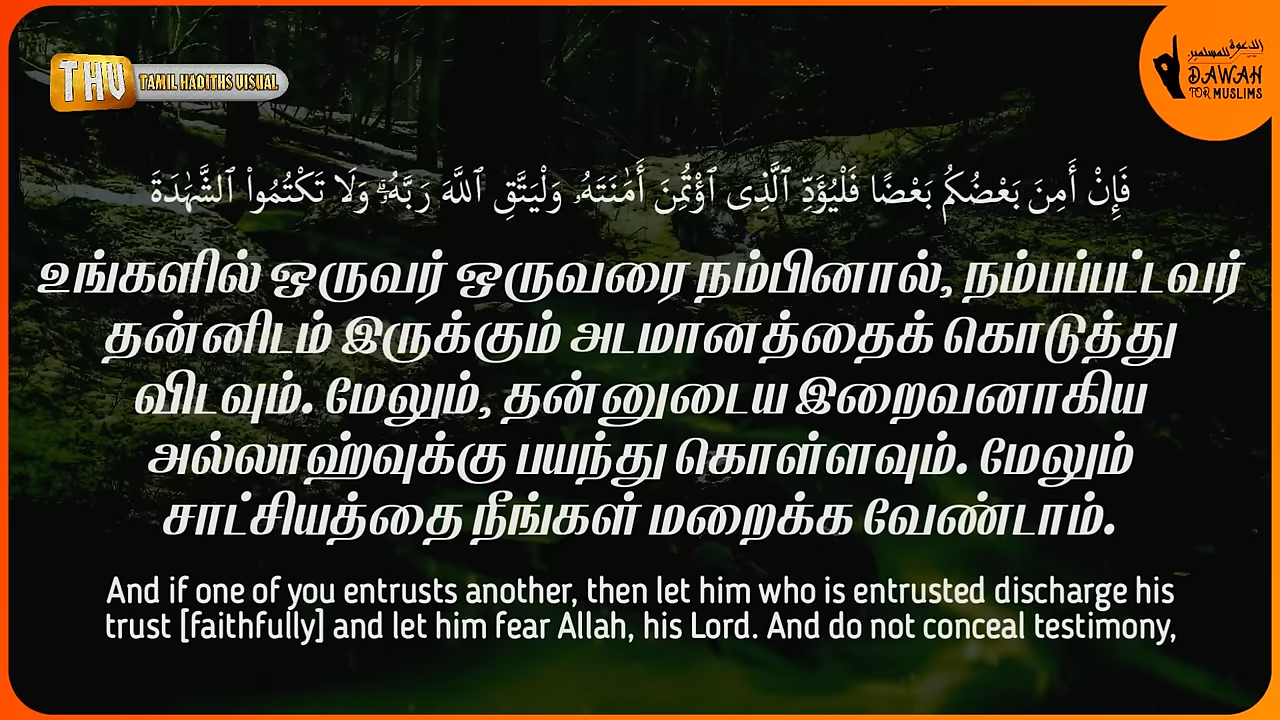 THV
TAMIL HADITHS VISUAL
الدعوة للمسلمين
DAWAH
FOR MUSLIMS
فَإِنْ أَمِنَ بَعْضُكُم بَعْضًا فَلْيُؤَدِّ ٱلَّذِى ٱؤْتُمِنَ أَمَـٰنَتَهُۥ وَلْيَتَّقِ ٱللَّهَ رَبَّهُۥ ۗ وَلَا تَكْتُمُوا۟ ٱلشَّهَـٰدَةَ
உங்களில் ஒருவர் ஒருவரை நம்பினால், நம்பப்பட்டவர்
தன்னிடம் இருக்கும் அடமானத்தைக் கொடுத்து
விடவும். மேலும், தன்னுடைய இறைவனாகிய
அல்லாஹ்வுக்கு பயந்து கொள்ளவும். மேலும்
சாட்சியத்தை நீங்கள் மறைக்க வேண்டாம்.
And if one of you entrusts another, then let him who is entrusted discharge his
trust [faithfully] and let him fear Allah, his Lord. And do not conceal testimony,